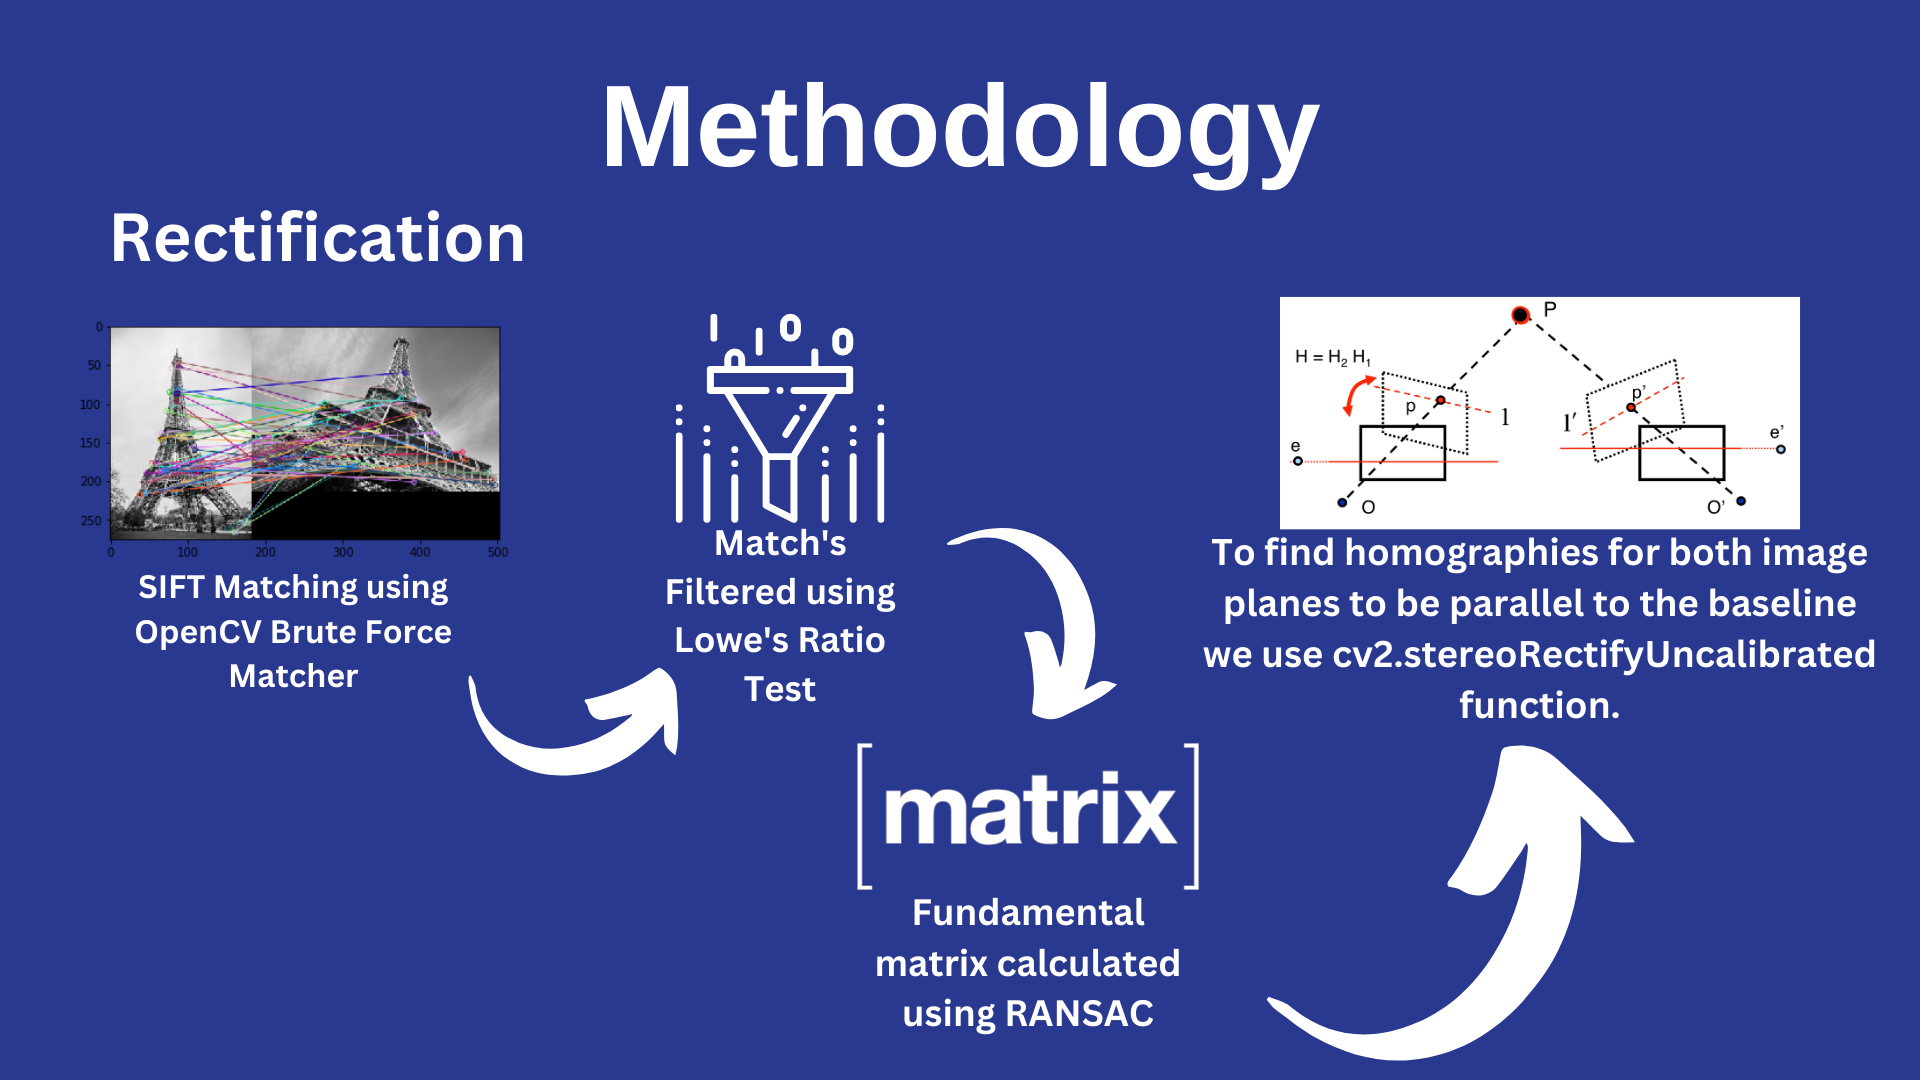 Methodology
Rectification
0
50
100
150
200
250
0
100
200
300
400
500
SIFT Matching using
OpenCV Brute Force
Matcher
Match's
Filtered using
Lowe's Ratio
Test
matrix
Fundamental
matrix calculated
using RANSAC
P
H = H₂ H₁
p
l
l′
p'
e
e'
O
O'
To find homographies for both image
planes to be parallel to the baseline
we use cv2.stereoRectifyUncalibrated
function.